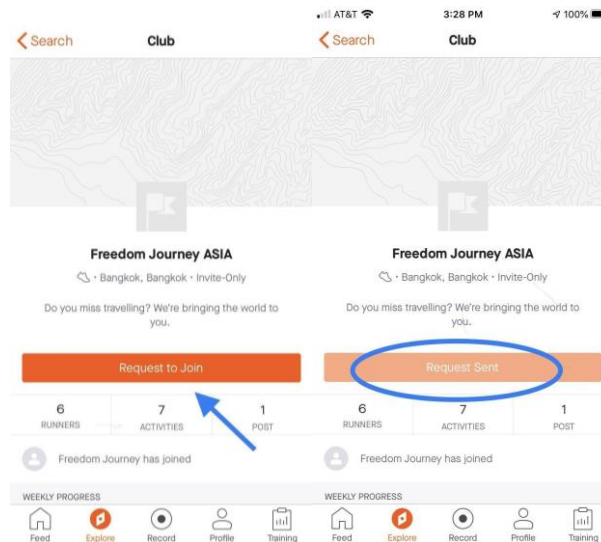 Search
Club
Freedom Journey ASIA
· Bangkok, Bangkok · Invite-Only
Do you miss travelling? We're bringing the world to
you.
Request to Join
6
RUNNERS
7
ACTIVITIES
1
POST
Freedom Journey has joined
WEEKLY PROGRESS
Feed
Explore
Record
Profile
Training
AT&T
3:28 PM
100%
Search
Club
Freedom Journey ASIA
· Bangkok, Bangkok · Invite-Only
Do you miss travelling? We're bringing the world to
you.
Request Sent
6
RUNNERS
7
ACTIVITIES
1
POST
Freedom Journey has joined
WEEKLY PROGRESS
Feed
Explore
Record
Profile
Training